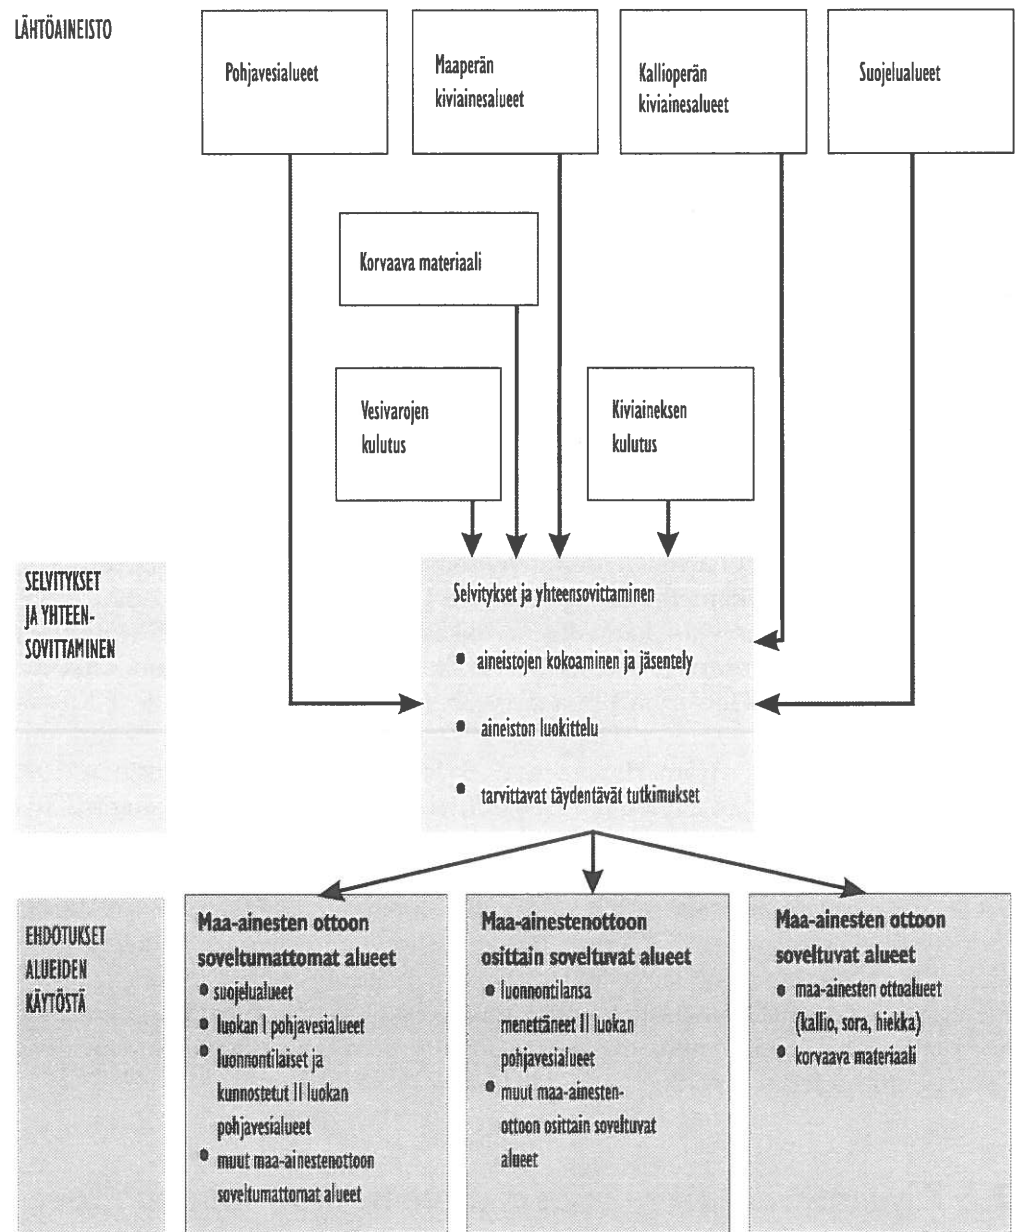 LÄHTÖAINEISTO
Pohjavesialueet
Maaperän
kiviainesalueet
Kallioperän
kiviainesalueet
Suojelualueet
Korvaava materiaali
Vesivarojen
kulutus
Kiviaineksen
kulutus
SELVITYKSET
JA YHTEEN-
SOVITTAMINEN
Selvitykset ja yhteensovittaminen
• aineistojen kokoaminen ja jäsentely
• aineiston luokittelu
• tarvittavat täydentävät tutkimukset
EHDOTUKSET
ALUEIDEN
KÄYTÖSTÄ
Maa-ainesten ottoon
soveltumattomat alueet
• suojelualueet
• luokan I pohjavesialueet
• luonnontilaiset ja
kunnostetut II luokan
pohjavesialueet
• muut maa-ainestenottoon
soveltumattomat alueet
Maa-ainestenottoon
osittain soveltuvat alueet
• luonnontilansa
menettäneet II luokan
pohjavesialueet
• muut maa-ainesten-
ottoon osittain soveltuvat
alueet
Maa-ainesten ottoon
soveltuvat alueet
• maa-ainesten ottoalueet
(kallio, sora, hiekka)
• korvaava materiaali